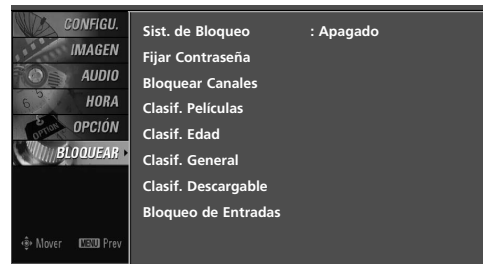 CONFIGU.
IMAGEN
AUDIO
HORA
OPCIÓN
BLOQUEAR
Mover MENU Prev
Sist. de Bloqueo : Apagado
Fijar Contraseña
Bloquear Canales
Clasif. Películas
Clasif. Edad
Clasif. General
Clasif. Descargable
Bloqueo de Entradas